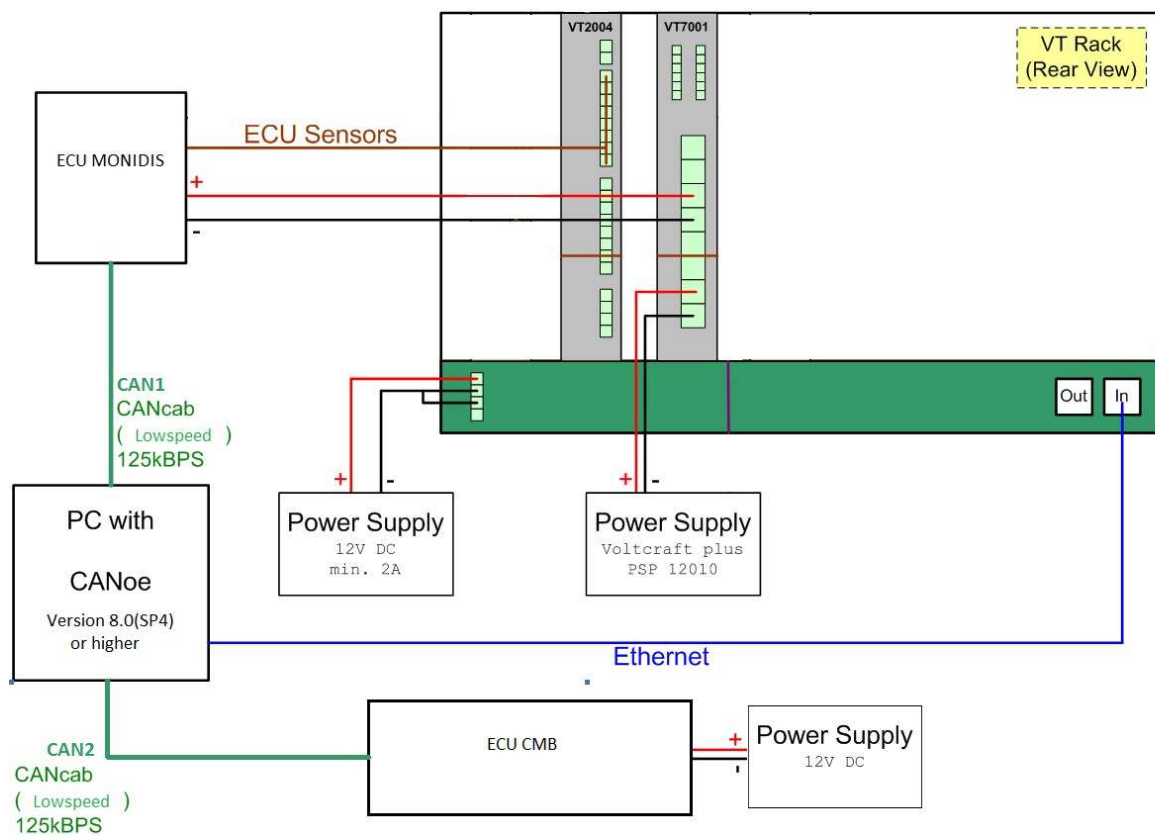 VT2004
VT7001
VT Rack
(Rear View)
ECU MONIDIS
ECU Sensors
+
-
CAN1
CANcab
( Lowspeed )
125kBPS
Out
In
+
-
+
-
PC with
CANoe
Version 8.0(SP4)
or higher
Power Supply
12V DC
min. 2A
Power Supply
Voltcraft plus
PSP 12010
Ethernet
CAN2
CANcab
( Lowspeed )
125kBPS
ECU CMB
+
-
Power Supply
12V DC